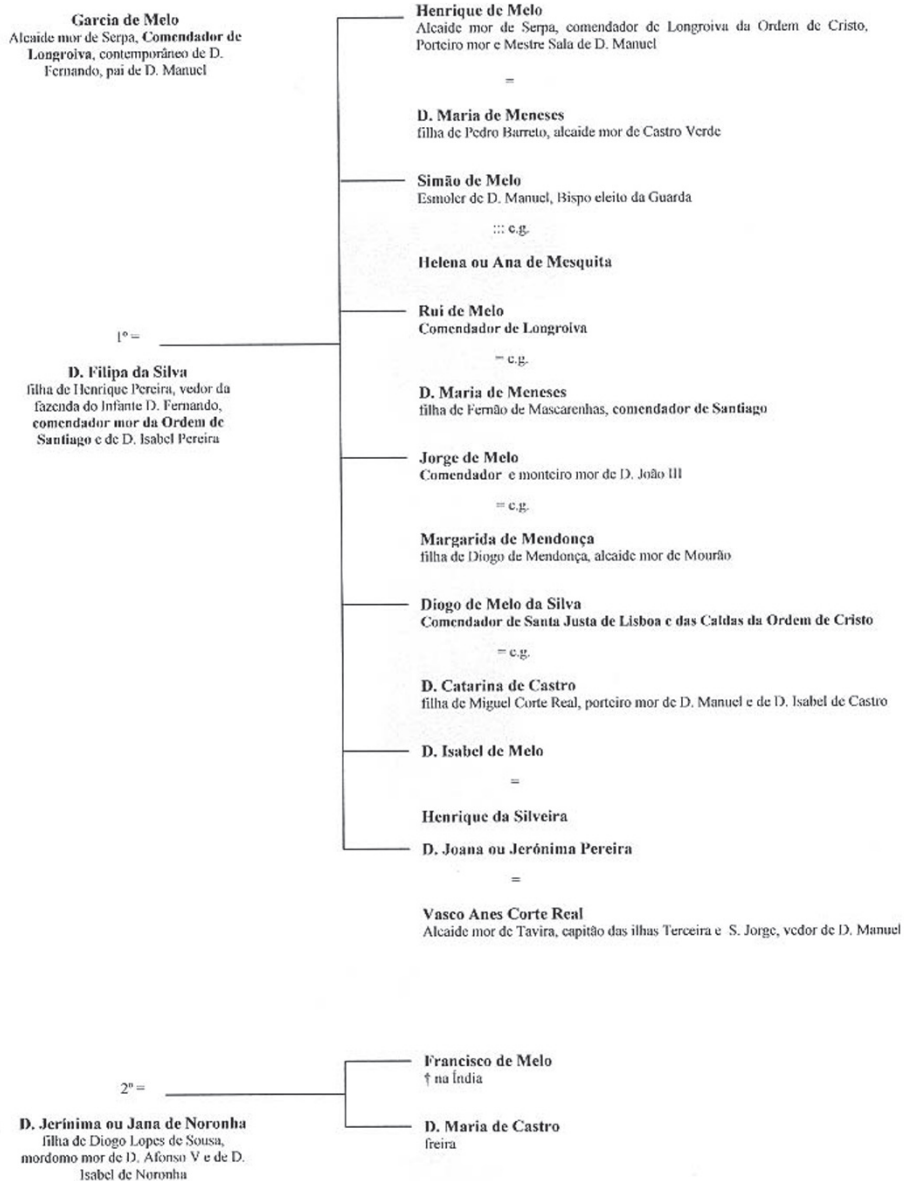 Garcia de Melo
Alcaide mor de Serpa, Comendador de
Longroiva, contemporâneo de D.
Fernando, pai de D. Manuel
1º =
D. Filipa da Silva
filha de Henrique Pereira, vedor da
fazenda do Infante D. Fernando,
comendador mor da Ordem de
Santiago e de D. Isabel Pereira
Henrique de Melo
Alcaide mor de Serpa, comendador de Longroiva da Ordem de Cristo,
Porteiro mor e Mestre Sala de D. Manuel
=
D. Maria de Meneses
filha de Pedro Barreto, alcaide mor de Castro Verde
Simão de Melo
Esmoler de D. Manuel, Bispo eleito da Guarda
::: c.g.
Helena ou Ana de Mesquita
Rui de Melo
Comendador de Longroiva
= c.g.
D. Maria de Meneses
filha de Fernão de Mascarenhas, comendador de Santiago
Jorge de Melo
Comendador e monteiro mor de D. João III
= c.g.
Margarida de Mendonça
filha de Diogo de Mendonça, alcaide mor de Mourão
Diogo de Melo da Silva
Comendador de Santa Justa de Lisboa e das Caldas da Ordem de Cristo
= c.g.
D. Catarina de Castro
filha de Miguel Corte Real, porteiro mor de D. Manuel e de D. Isabel de Castro
D. Isabel de Melo
=
Henrique da Silveira
D. Joana ou Jerónima Pereira
=
Vasco Anes Corte Real
Alcaide mor de Tavira, capitão das ilhas Terceira e S. Jorge, vedor de D. Manuel
2º =
D. Jerínima ou Jana de Noronha
filha de Diogo Lopes de Sousa,
mordomo mor de D. Afonso V e de D.
Isabel de Noronha
Francisco de Melo
† na Índia
D. Maria de Castro
freira